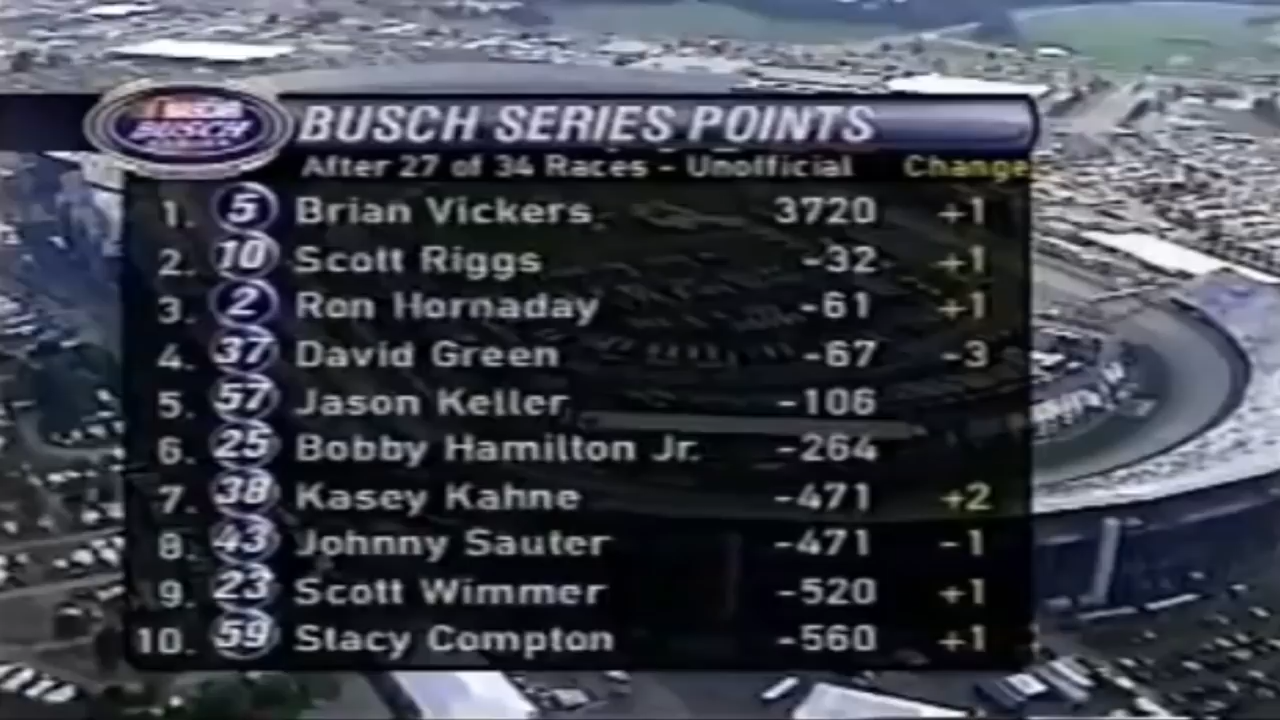 NASCAR
BUSCH
BUSCH SERIES POINTS
After 27 of 34 Races - Unofficial Change
1. 5 Brian Vickers 3720 +1
2. 10 Scott Riggs -32 +1
3. 2 Ron Hornaday -61 +1
4. 37 David Green -67 -3
5. 57 Jason Keller -106
6. 25 Bobby Hamilton Jr. -264
7. 38 Kasey Kahne -471 +2
8. 43 Johnny Sauter -471 -1
9. 23 Scott Wimmer -520 +1
10. 59 Stacy Compton -560 +1